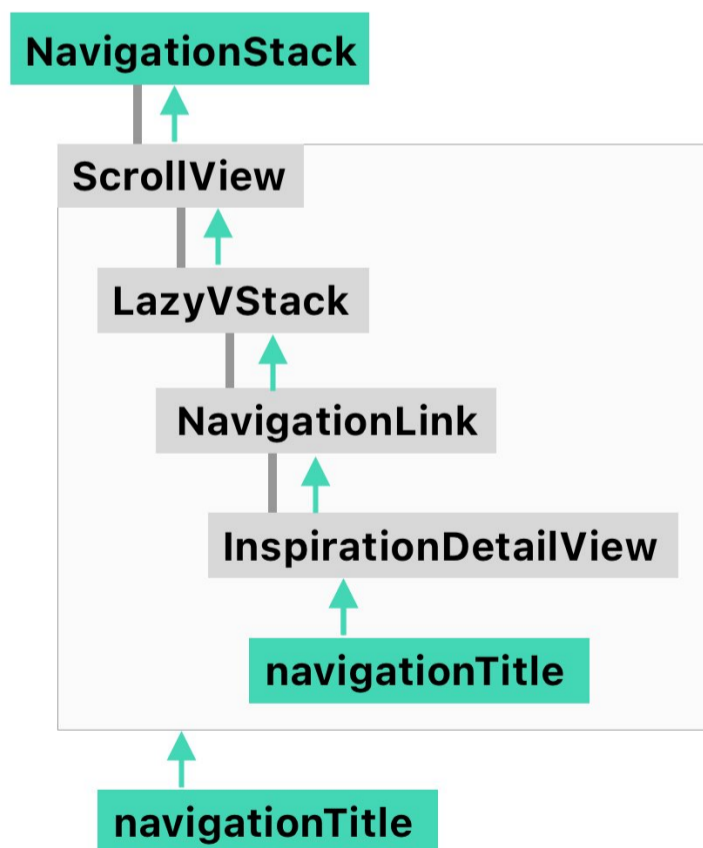 NavigationStack
ScrollView
LazyVStack
NavigationLink
InspirationDetailView
navigationTitle
navigationTitle